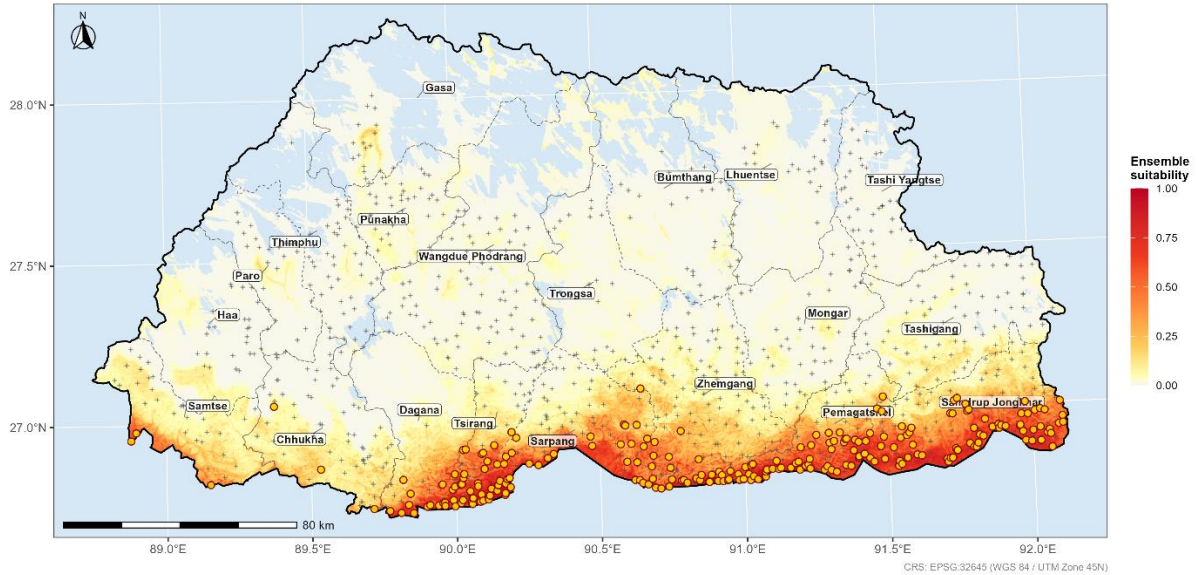 N
Gasa
28.0°N
Bumthang
Lhuentse
Tashi Yangtse
Punakha
Thimphu
27.5°N
Wangdue Phodrang
Paro
Trongsa
Haa
Mongar
Tashigang
Samtse
Dagana
Zhemgang
Pemagatshel
Samdrup Jongkhar
27.0°N
Chhukha
Tsirang
Sarpang
80 km
89.0°E
89.5°E
90.0°E
90.5°E
91.0°E
91.5°E
92.0°E
Ensemble
suitability
1.00
0.75
0.50
0.25
0.00
CRS: EPSG:32645 (WGS 84 / UTM Zone 45N)